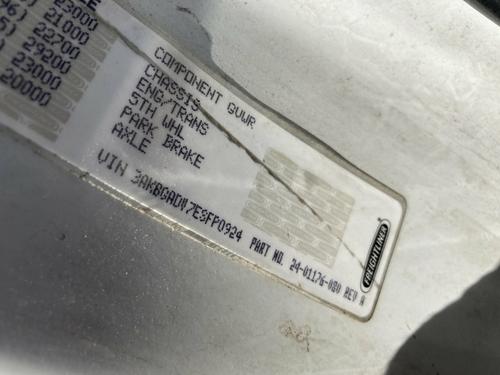 23000
21000
22700
29200
23000
20000
COMPONENT GVWR
CHASSIS
ENG/TRANS
5TH WHL
PARK BRAKE
AXLE
VIN 3AKBGADV7ESFP0924
PART NO. 24-01176-080 REV A
FREIGHTLINER